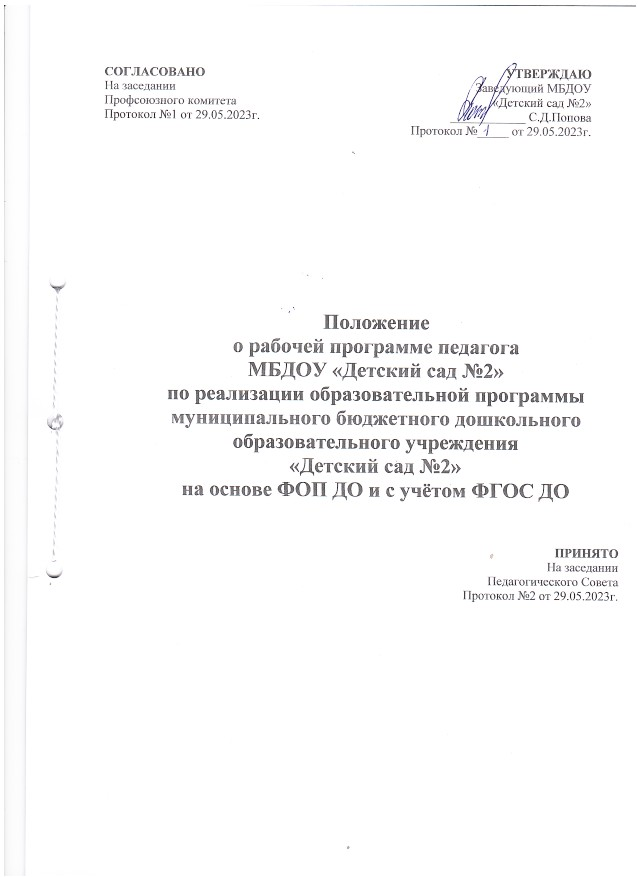 СОГЛАСОВАНО
На заседании
Профсоюзного комитета
Протокол №1 от 29.05.2023г.
УТВЕРЖДАЮ
Заведующий МБДОУ
«Детский сад №2»
____________ С.Д.Попова
Протокол №__1__ от 29.05.2023г.
Положение
о рабочей программе педагога
МБДОУ «Детский сад №2»
по реализации образовательной программы
муниципального бюджетного дошкольного
образовательного учреждения
«Детский сад №2»
на основе ФОП ДО и с учётом ФГОС ДО
ПРИНЯТО
На заседании
Педагогического Совета
Протокол №2 от 29.05.2023г.